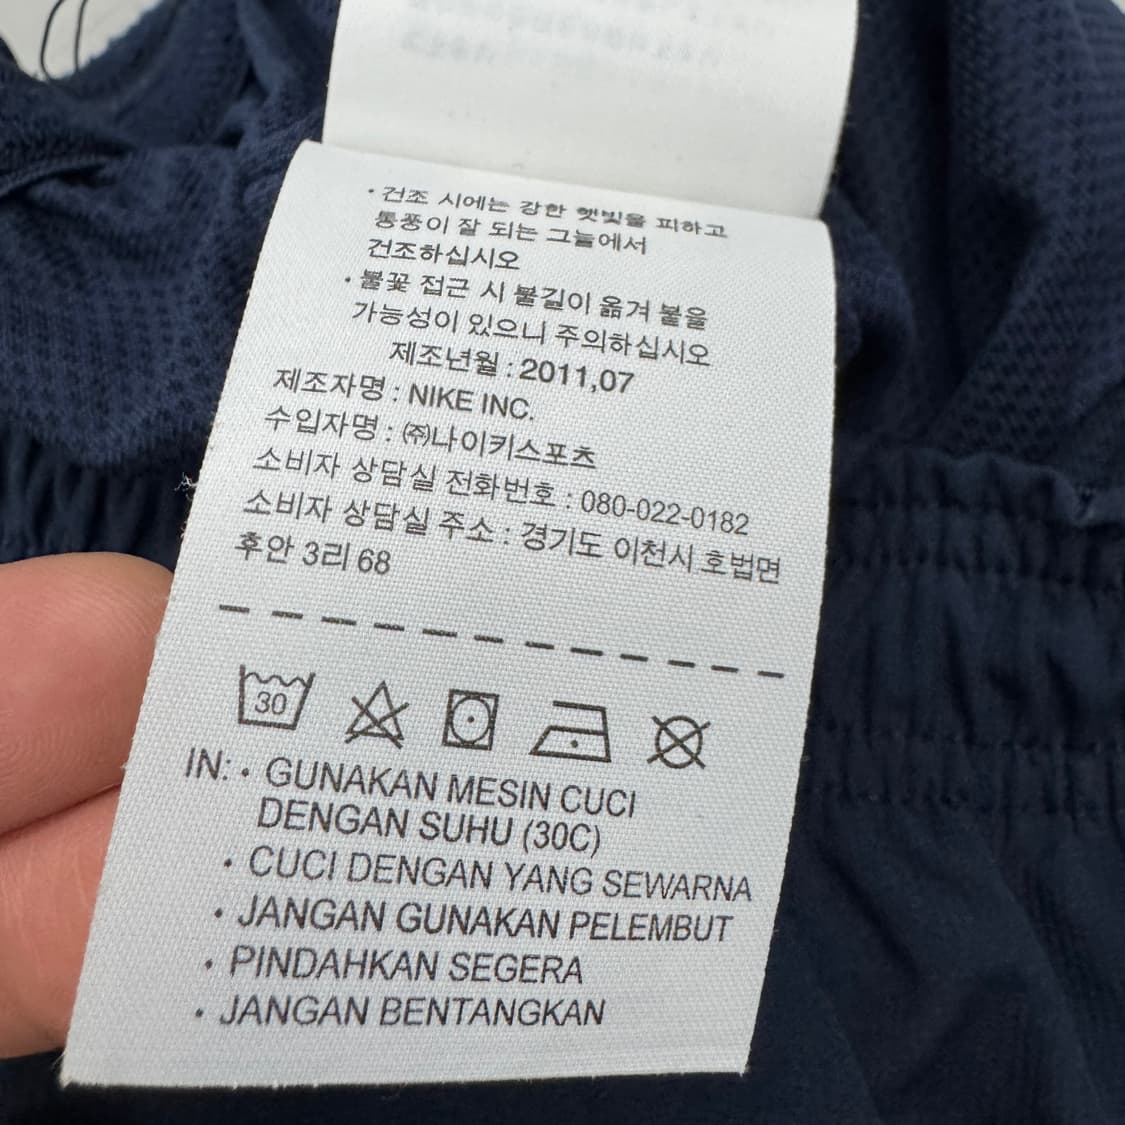 · 건조 시에는 강한 햇빛을 피하고
통풍이 잘 되는 그늘에서
건조하십시오
· 불꽃 접근 시 불길이 옮겨 붙을
가능성이 있으니 주의하십시오
제조년월 : 2011,07
제조자명 : NIKE INC.
수입자명 : ㈜나이키스포츠
소비자 상담실 전화번호 : 080-022-0182
소비자 상담실 주소 : 경기도 이천시 호법면
후안 3리 68
30
IN: · GUNAKAN MESIN CUCI
DENGAN SUHU (30C)
· CUCI DENGAN YANG SEWARNA
· JANGAN GUNAKAN PELEMBUT
· PINDAHKAN SEGERA
· JANGAN BENTANGKAN